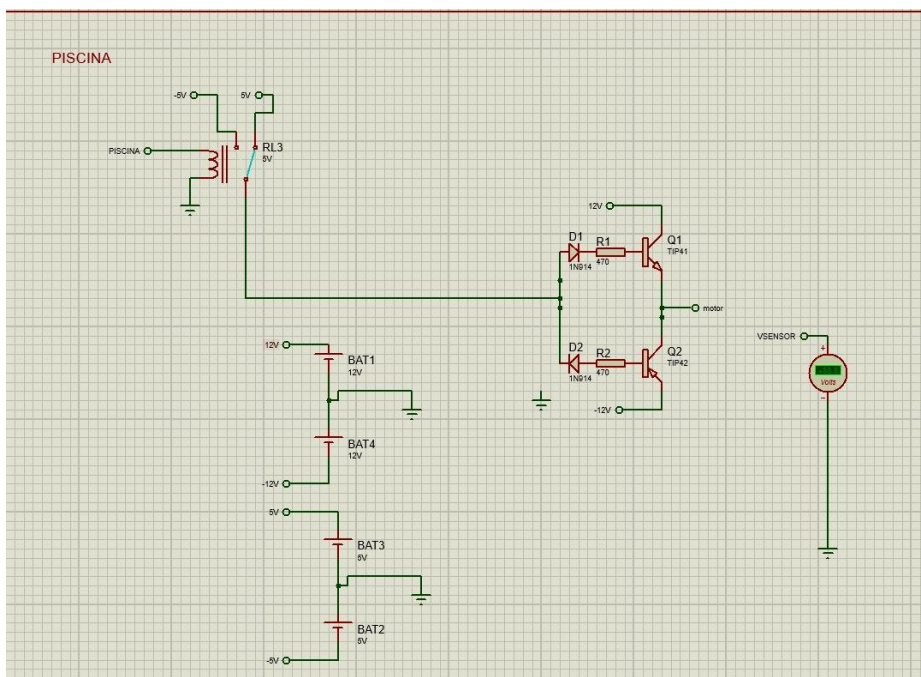 PISCINA
-5V
5V
PISCINA
RL3
5V
12V
D1
1N914
R1
470
Q1
TIP41
motor
VSENSOR
+
Volts
-
D2
1N914
R2
470
Q2
TIP42
-12V
12V
BAT1
12V
BAT4
12V
-12V
5V
BAT3
5V
BAT2
5V
-5V